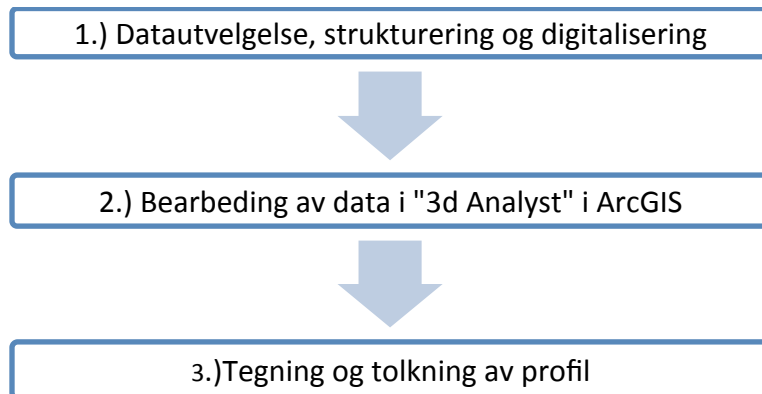 1.) Datautvelgelse, strukturering og digitalisering
2.) Bearbeding av data i "3d Analyst" i ArcGIS
3.)Tegning og tolkning av profil